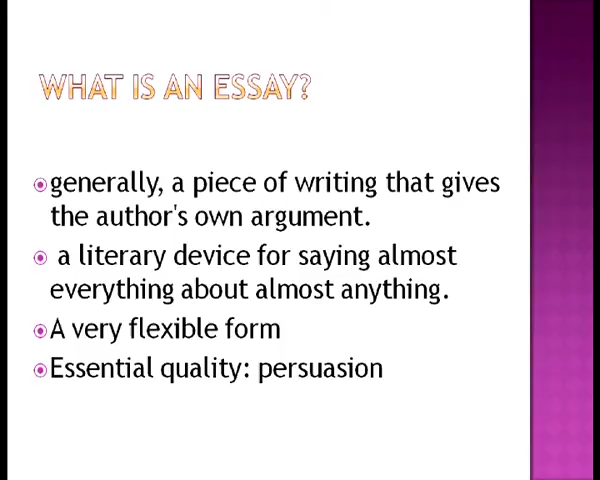 WHAT IS AN ESSAY?
generally, a piece of writing that gives
the author's own argument.
a literary device for saying almost
everything about almost anything.
A very flexible form
Essential quality: persuasion